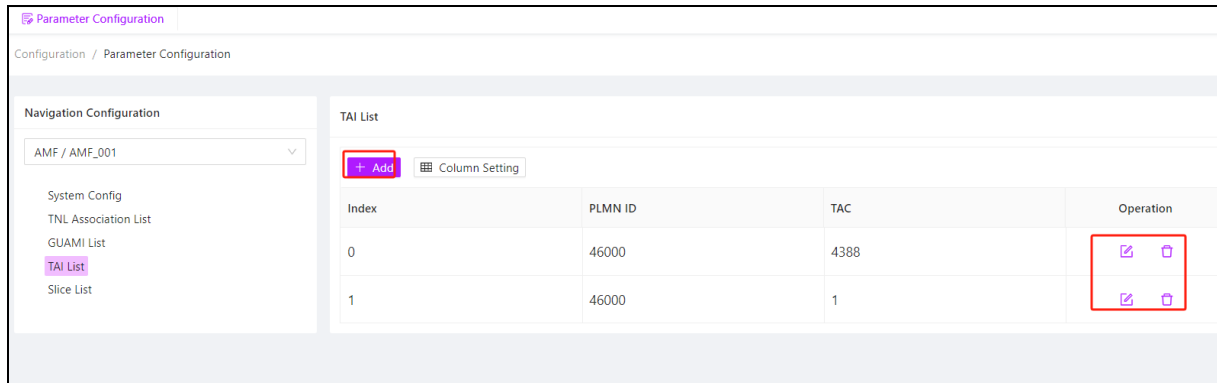 Parameter Configuration
Configuration / Parameter Configuration
Navigation Configuration
AMF / AMF_001
System Config
TNL Association List
GUAMI List
TAI List
Slice List
TAI List
+ Add Column Setting
Index PLMN ID TAC Operation
0 46000 4388
1 46000 1